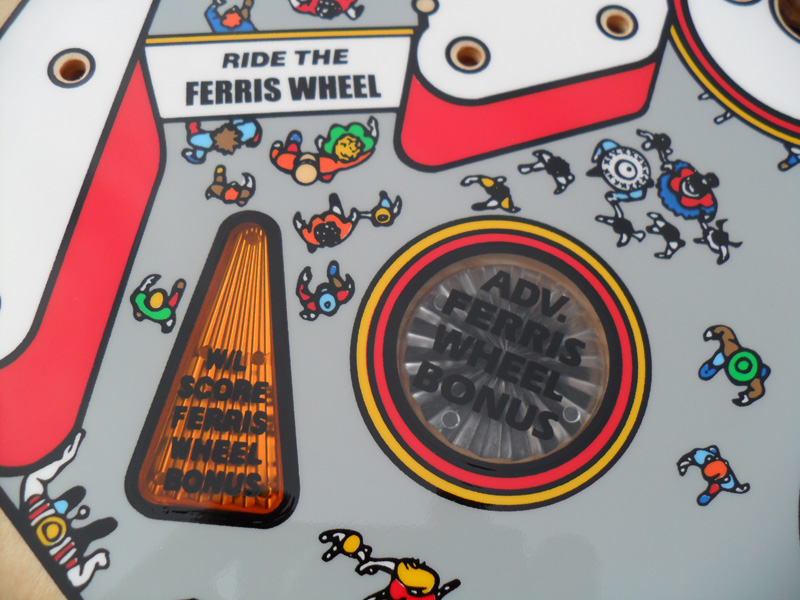 RIDE THE
FERRIS WHEEL
ADV.
FERRIS
WHEEL
BONUS
WL
SCORE
FERRIS
WHEEL
BONUS